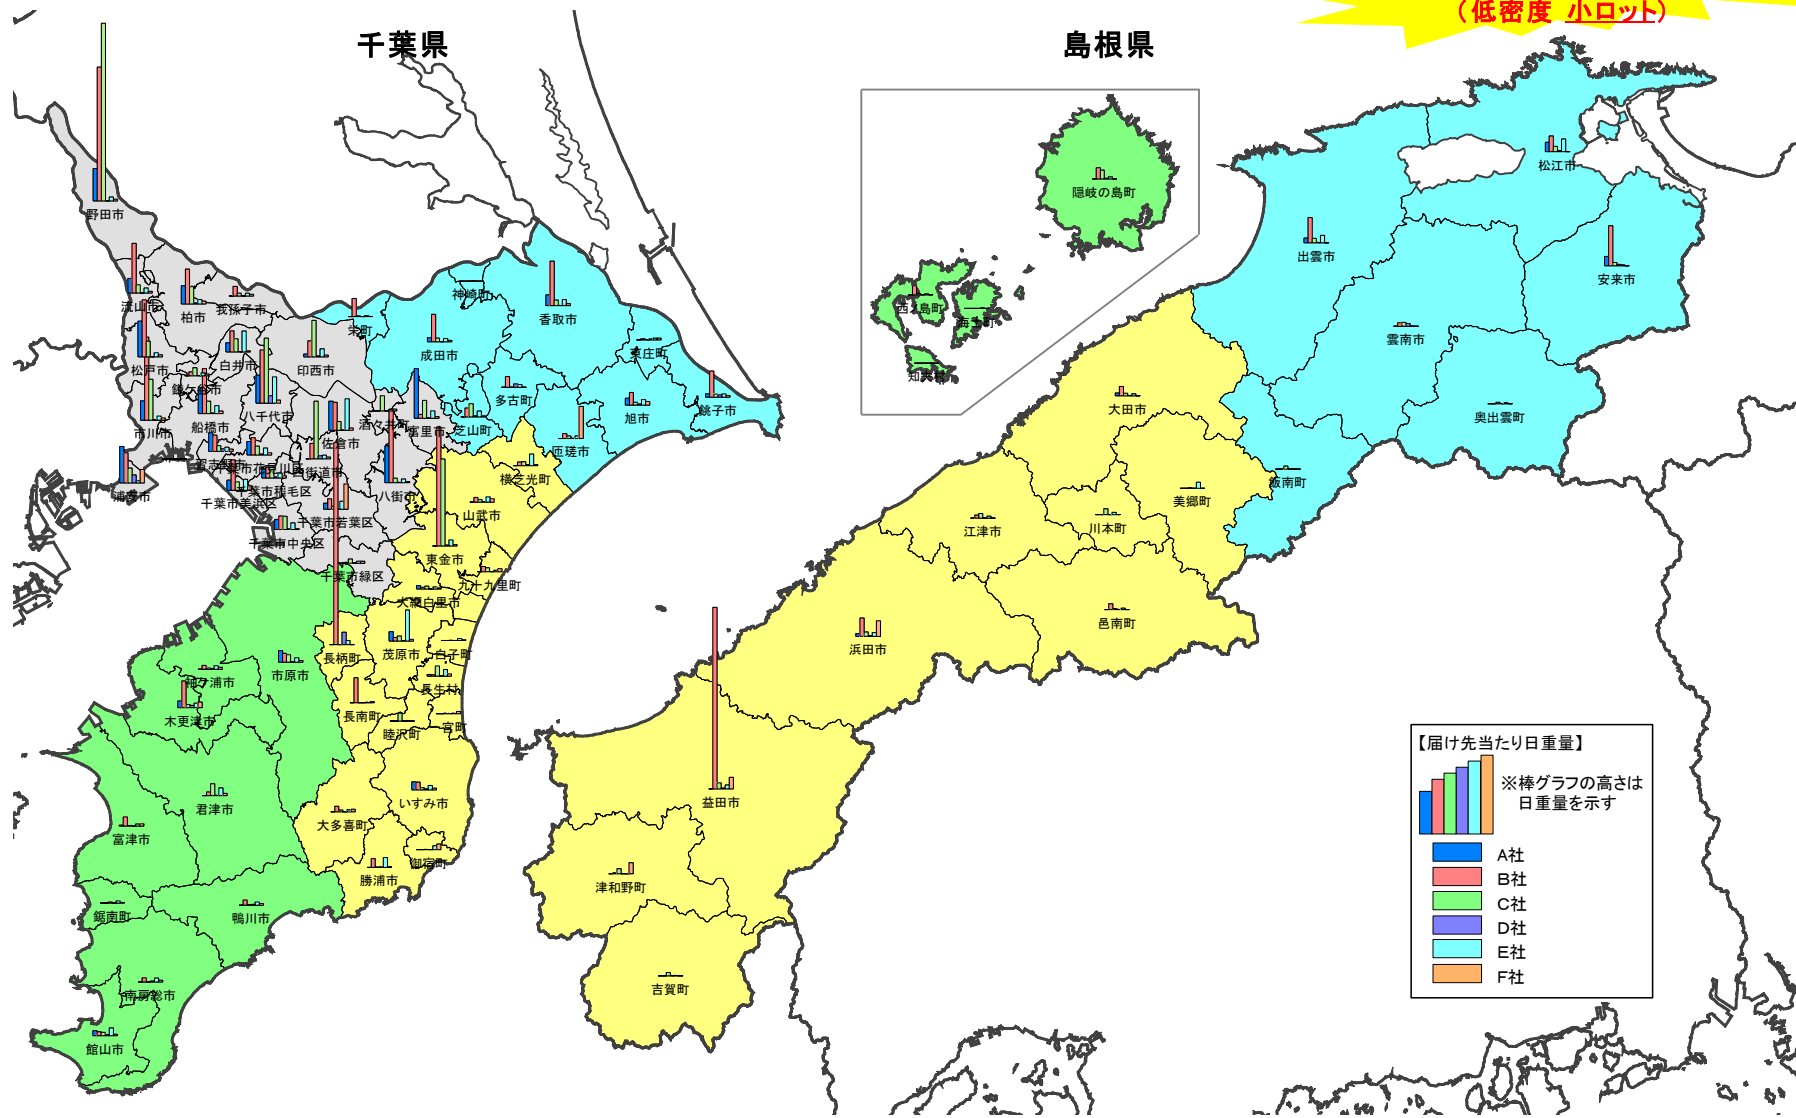 （低密度 小ロット）
千葉県
島根県
野田市
流山市
柏市
我孫子市
松戸市
鎌ケ谷市
白井市
印西市
栄町
神崎町
成田市
香取市
東庄町
銚子市
旭市
匝瑳市
多古町
芝山町
富里市
酒々井町
佐倉市
八千代市
船橋市
市川市
浦安市
習志野市
千葉市花見川区
千葉市稲毛区
千葉市美浜区
千葉市若葉区
千葉市中央区
千葉市緑区
四街道市
八街市
横芝光町
山武市
東金市
九十九里町
大網白里市
茂原市
白子町
長柄町
長生村
長南町
睦沢町
宮町
いすみ市
大多喜町
御宿町
勝浦市
市原市
袖ケ浦市
木更津市
君津市
富津市
鋸南町
鴨川市
南房総市
館山市
隠岐の島町
西ノ島町
海士町
知夫村
松江市
出雲市
安来市
雲南市
奥出雲町
飯南町
大田市
美郷町
川本町
江津市
邑南町
浜田市
益田市
津和野町
吉賀町
【届け先当たり日重量】
※棒グラフの高さは
日重量を示す
A社
B社
C社
D社
E社
F社